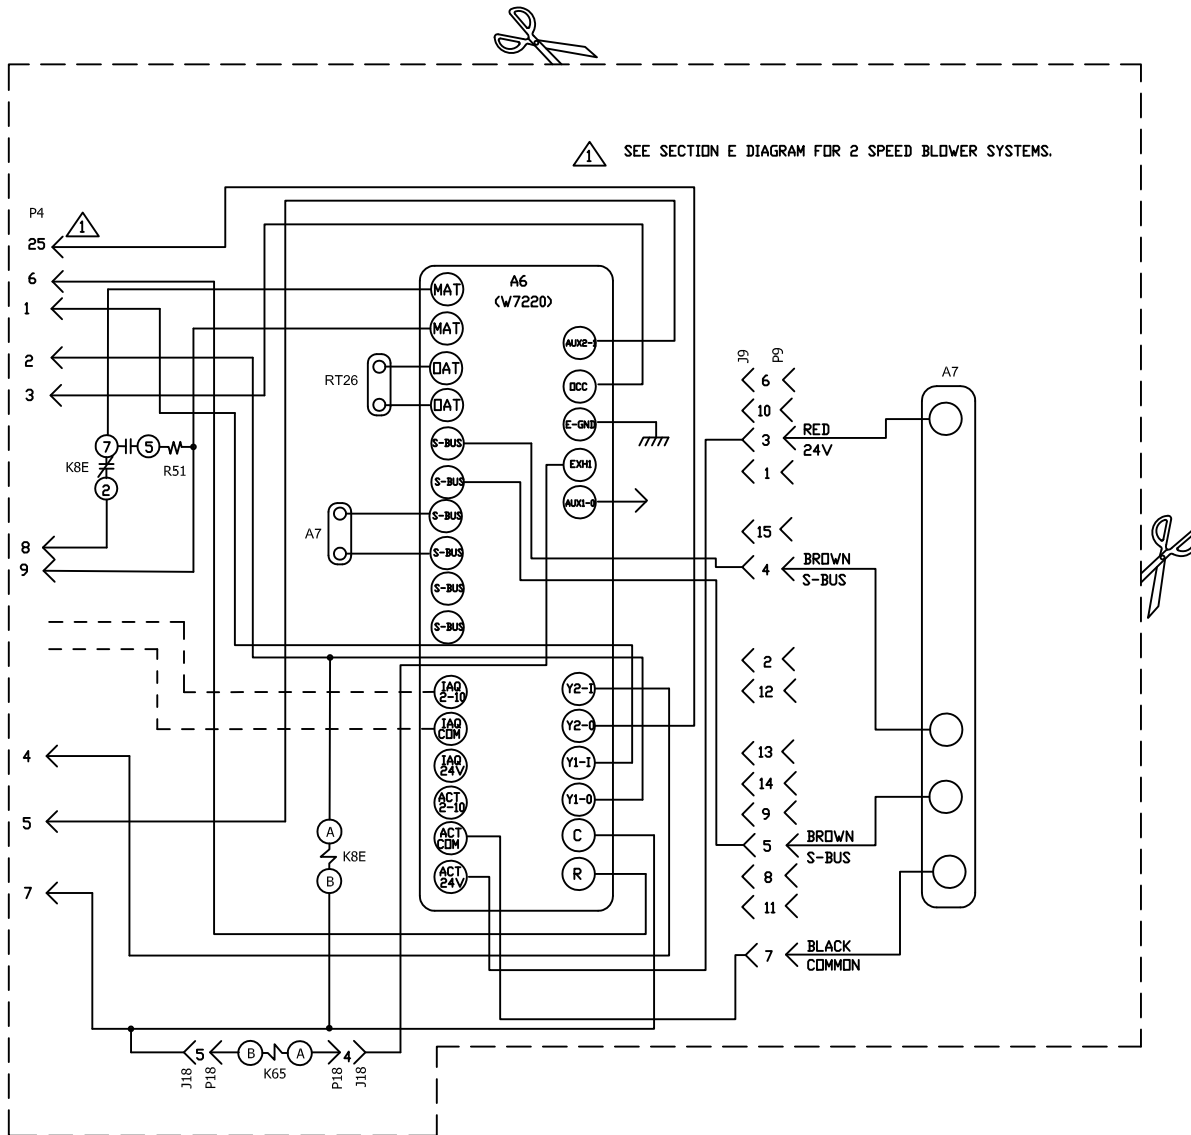 1 SEE SECTION E DIAGRAM FOR 2 SPEED BLOWER SYSTEMS.
P4
1
25
6
1
2
3
8
9
4
5
7
7
5
K8E
R51
2
RT26
A7
A6
(W7220)
MAT
MAT
OAT
OAT
S-BUS
S-BUS
S-BUS
S-BUS
S-BUS
S-BUS
IAQ
2-10
IAQ
COM
IAQ
24V
ACT
2-10
ACT
COM
ACT
24V
OCC
E-GND
EXH1
Y2-I
Y2-O
Y1-I
Y1-O
C
R
A
K8E
B
J18
5
P18
B
K65
A
P18
4
J18
J9
P9
6
10
3
RED
24V
1
15
4
BROWN
S-BUS
2
12
13
14
9
5
BROWN
S-BUS
8
11
7
BLACK
COMMON
A7